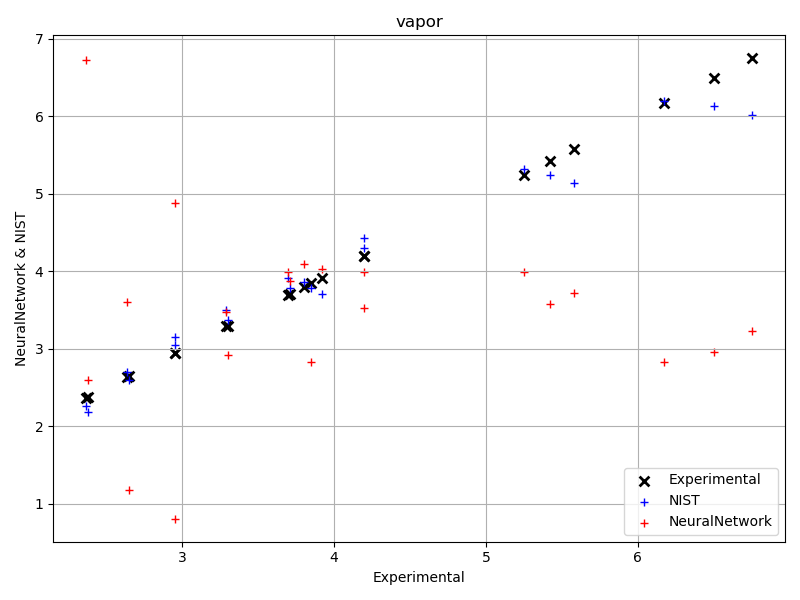 vapor
NeuralNetwork & NIST
7
6
5
4
3
2
1
3
4
5
6
Experimental
Experimental
NIST
NeuralNetwork